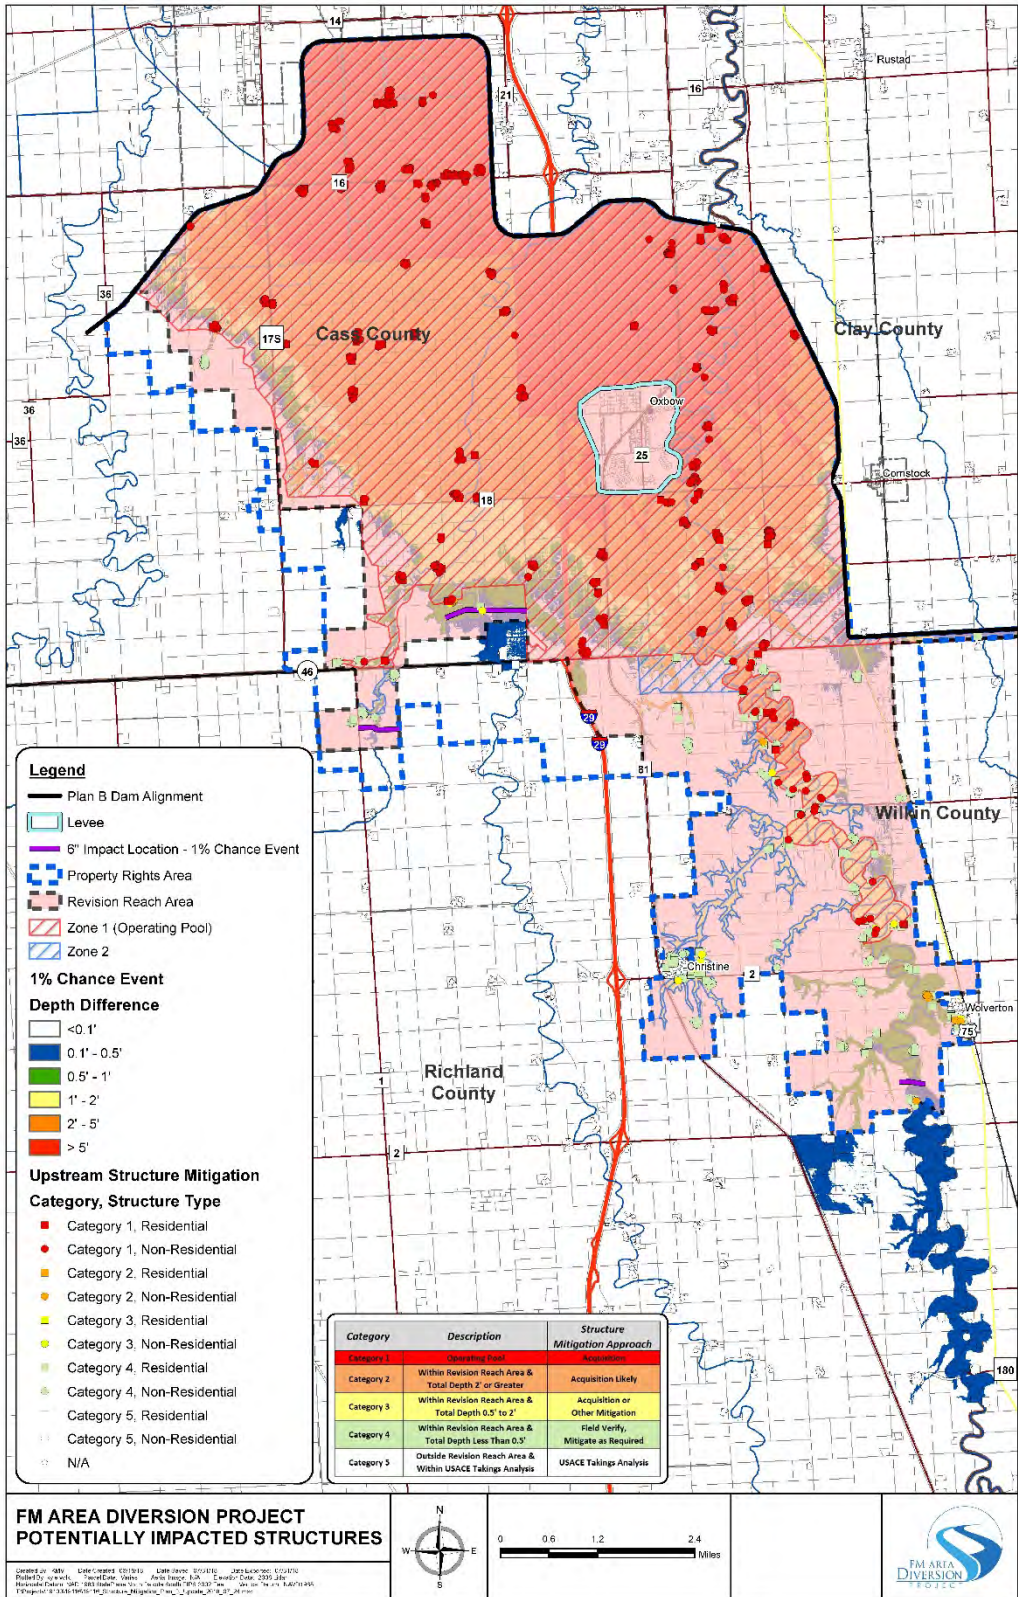 14
Rustad
16
21
16
36
Cass County
Clay County
17S
Oxbow
36
36
25
Comstock
18
46
29
29
81
Wilkin County
Christine
2
Wolverton
75
Richland
County
1
2
180
Legend
Plan B Dam Alignment
Levee
6" Impact Location - 1% Chance Event
Property Rights Area
Revision Reach Area
Zone 1 (Operating Pool)
Zone 2
1% Chance Event
Depth Difference
<0.1'
0.1' - 0.5'
0.5' - 1'
1' - 2'
2' - 5'
> 5'
Upstream Structure Mitigation
Category, Structure Type
Category 1, Residential
Category 1, Non-Residential
Category 2, Residential
Category 2, Non-Residential
Category 3, Residential
Category 3, Non-Residential
Category 4, Residential
Category 4, Non-Residential
Category 5, Residential
Category 5, Non-Residential
N/A
Category Description Structure Mitigation Approach
Category 1 Operating Pool Acquisition
Category 2 Within Revision Reach Area & Total Depth 2' or Greater Acquisition Likely
Category 3 Within Revision Reach Area & Total Depth 0.5' to 2' Acquisition or Other Mitigation
Category 4 Within Revision Reach Area & Total Depth Less Than 0.5' Field Verify, Mitigate as Required
Category 5 Outside Revision Reach Area & Within USACE Takings Analysis USACE Takings Analysis
FM AREA DIVERSION PROJECT
POTENTIALLY IMPACTED STRUCTURES
N
W E
S
0 0.6 1.2 2.4
Miles
FM AREA
DIVERSION
PROJECT